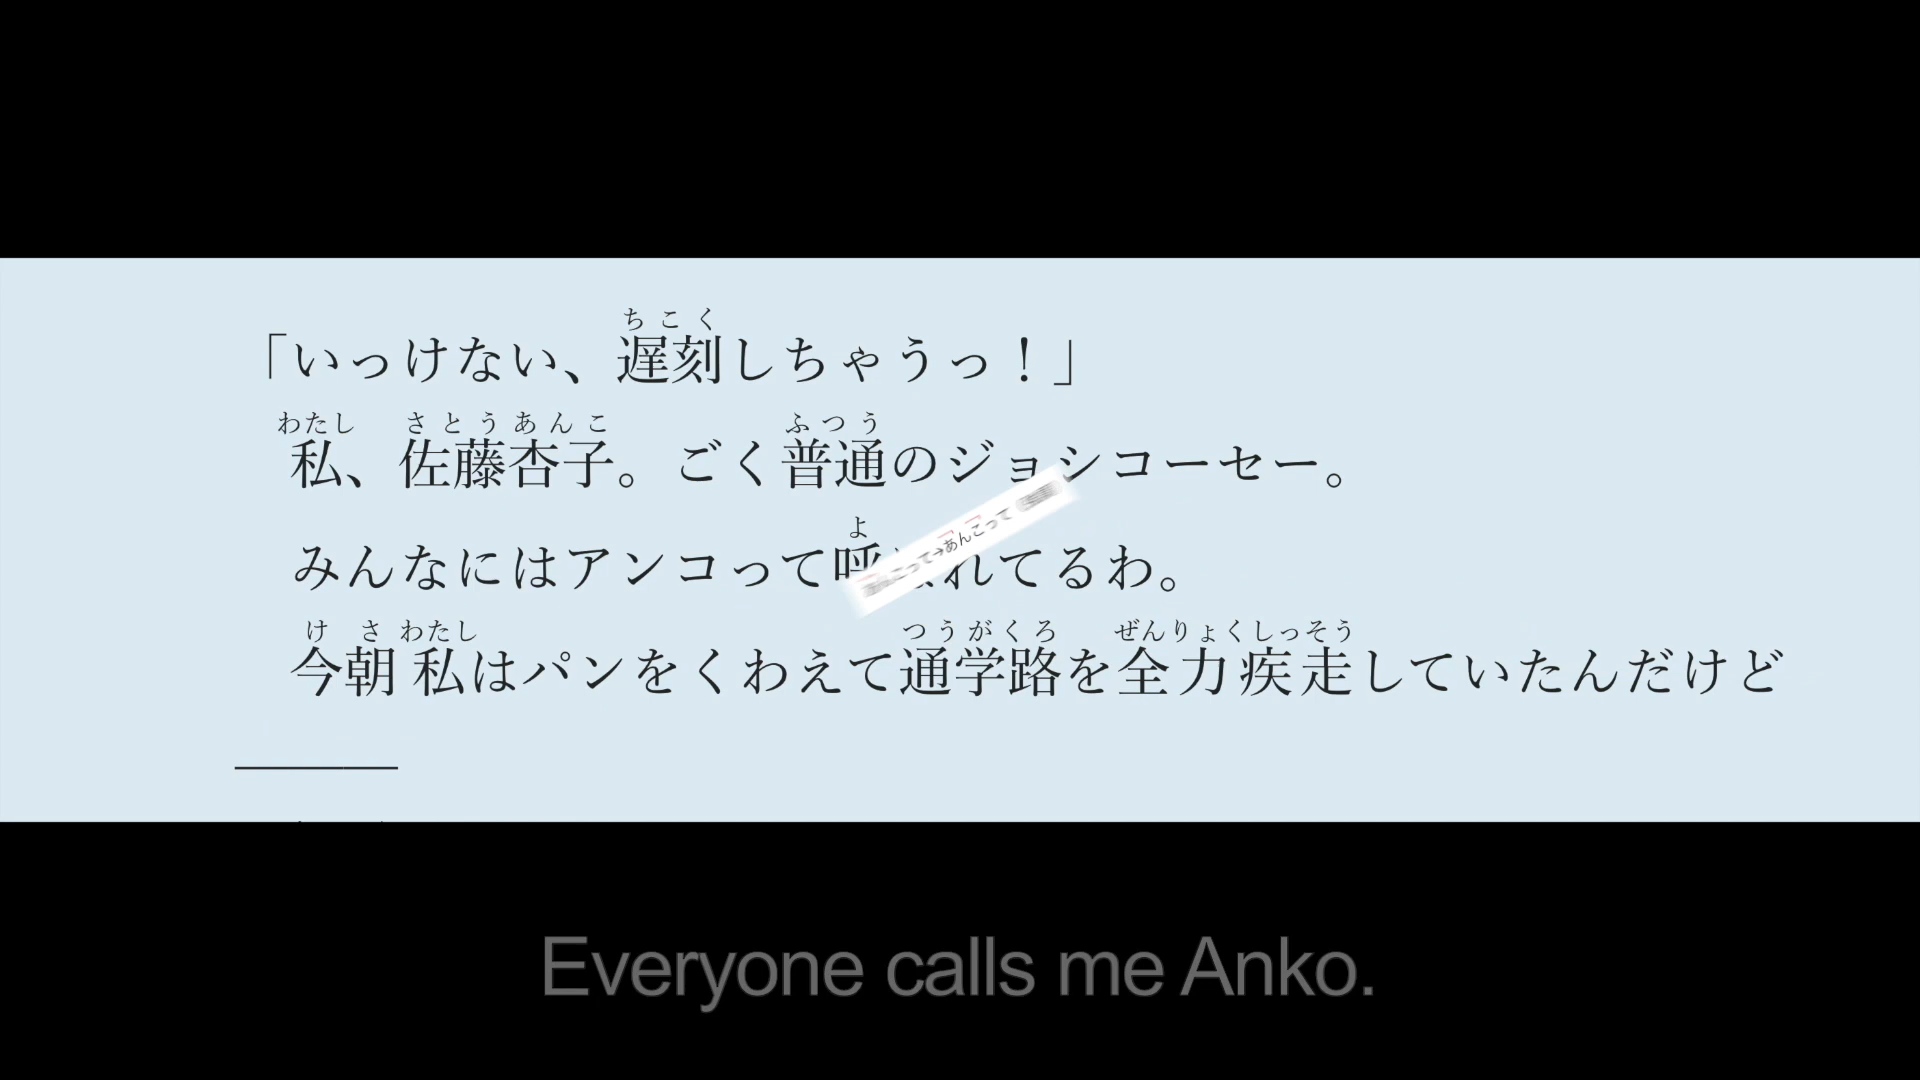 ちこく
「いっけない、遅刻しちゃうっ！」
わたし さとうあんこ ふつう
私、佐藤杏子。ごく普通のジョシコーセー。
よ
みんなにはアンコって呼 れてるわ。
→あんこって
けさ わたし つうがくろ ぜんりょくしっそう
今朝私はパンをくわえて通学路を全力疾走していたんだけど
Everyone calls me Anko.